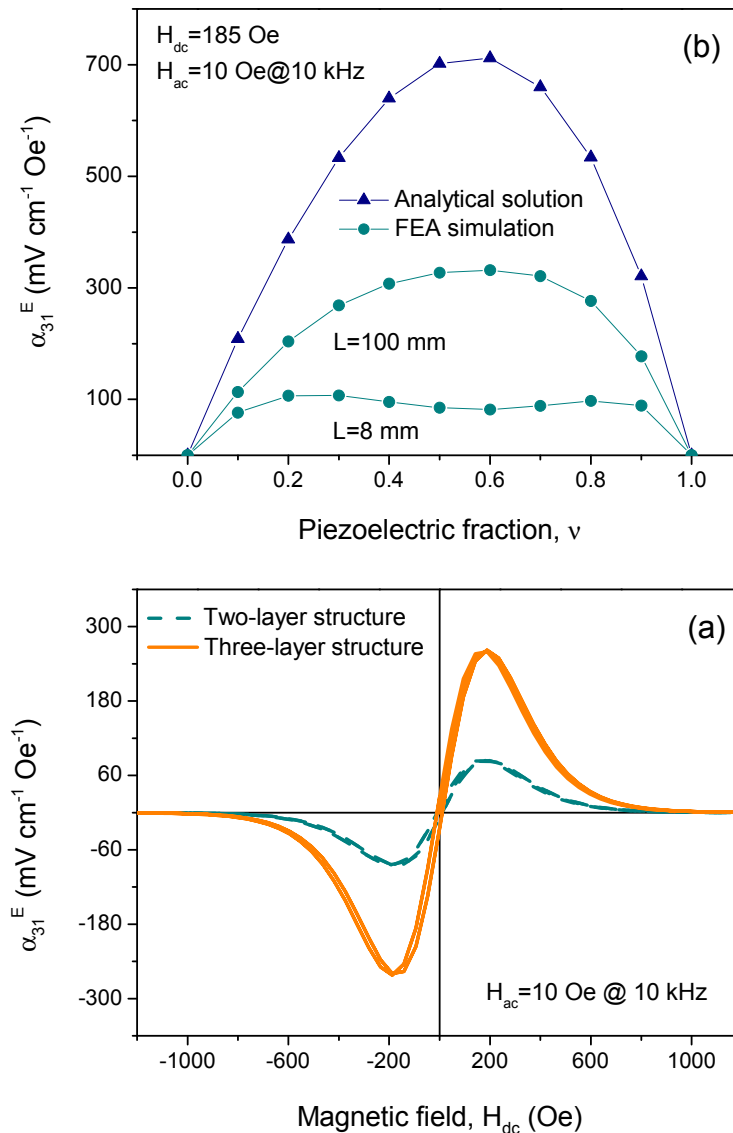 H_dc=185 Oe
H_ac=10 Oe@10 kHz
(b)
α_31^E (mV cm^-1 Oe^-1)
700
500
300
100
Analytical solution
FEA simulation
L=100 mm
L=8 mm
0.0 0.2 0.4 0.6 0.8 1.0
Piezoelectric fraction, ν
Two-layer structure
Three-layer structure
(a)
α_31^E (mV cm^-1 Oe^-1)
300
180
60
-60
-180
-300
H_ac=10 Oe @ 10 kHz
-1000 -600 -200 200 600 1000
Magnetic field, H_dc (Oe)